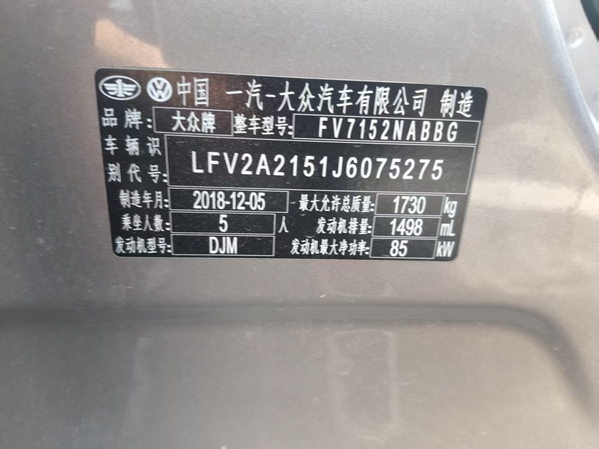 中国 一汽-大众汽车有限公司 制造
品牌: 大众牌 整车型号: FV7152NABBG
车辆识别代号: LFV2A2151J6075275
制造年月: 2018-12-05 最大允许总质量: 1730 kg
乘坐人数: 5 人 发动机排量: 1498 mL
发动机型号: DJM 发动机最大净功率: 85 kW